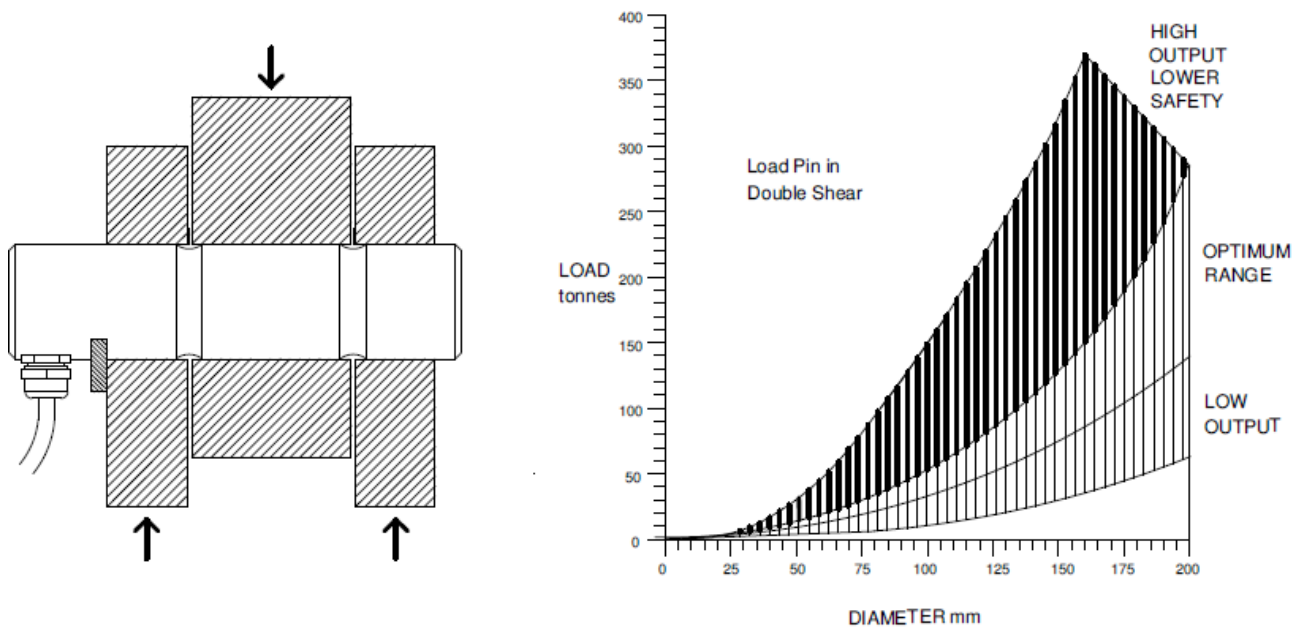 400
350
300
250
200
150
100
50
0
LOAD
tonnes
Load Pin in
Double Shear
HIGH
OUTPUT
LOWER
SAFETY
OPTIMUM
RANGE
LOW
OUTPUT
0
25
50
75
100
125
150
175
200
DIAMETER mm